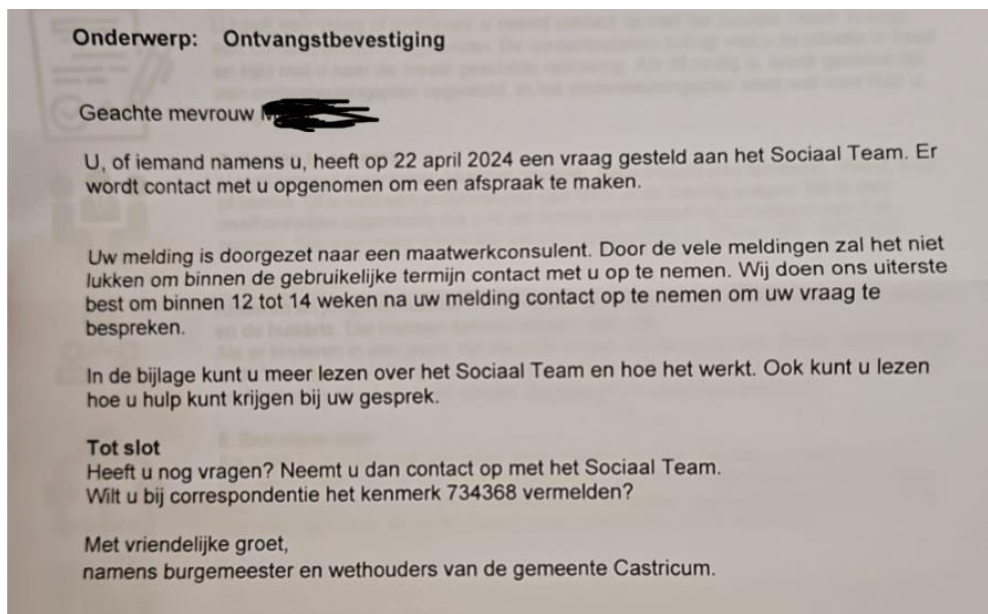 Onderwerp: Ontvangstbevestiging
Geachte mevrouw
U, of iemand namens u, heeft op 22 april 2024 een vraag gesteld aan het Sociaal Team. Er
wordt contact met u opgenomen om een afspraak te maken.
Uw melding is doorgezet naar een maatwerkconsulent. Door de vele meldingen zal het niet
lukken om binnen de gebruikelijke termijn contact met u op te nemen. Wij doen ons uiterste
best om binnen 12 tot 14 weken na uw melding contact op te nemen om uw vraag te
bespreken.
In de bijlage kunt u meer lezen over het Sociaal Team en hoe het werkt. Ook kunt u lezen
hoe u hulp kunt krijgen bij uw gesprek.
Tot slot
Heeft u nog vragen? Neemt u dan contact op met het Sociaal Team.
Wilt u bij correspondentie het kenmerk 734368 vermelden?
Met vriendelijke groet,
namens burgemeester en wethouders van de gemeente Castricum.